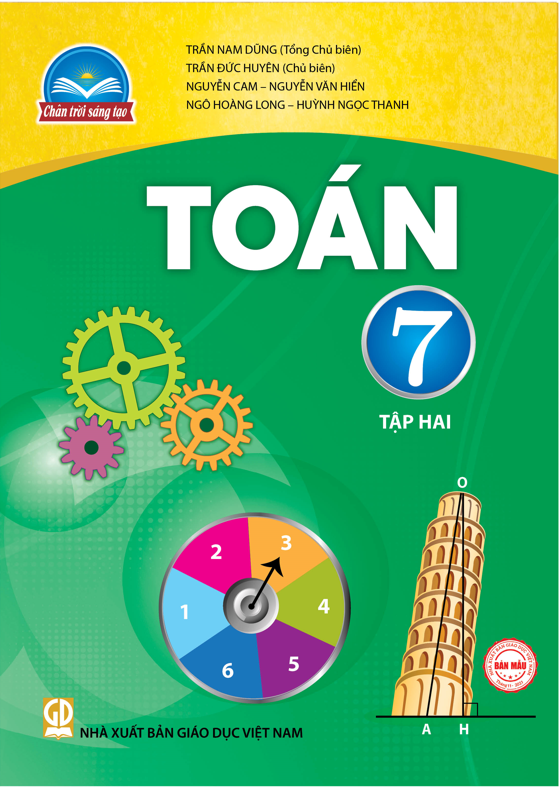 TRẦN NAM DŨNG (Tổng Chủ biên)
TRẦN ĐỨC HUYÊN (Chủ biên)
NGUYỄN CAM – NGUYỄN VĂN HIỂN
NGÔ HOÀNG LONG – HUỲNH NGỌC THANH
Chân trời sáng tạo
TOÁN
7
TẬP HAI
2
3
1
4
6
5
O
A
H
BẢN MẪU
GD
NHÀ XUẤT BẢN GIÁO DỤC VIỆT NAM